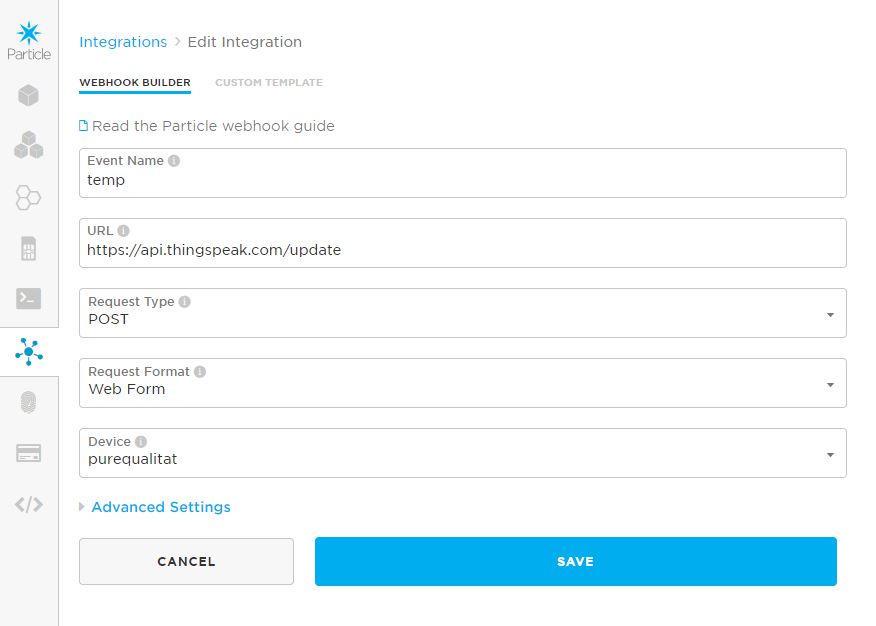 Particle
Integrations > Edit Integration
WEBHOOK BUILDER CUSTOM TEMPLATE
Read the Particle webhook guide
Event Name
temp
URL
https://api.thingspeak.com/update
Request Type
POST
Request Format
Web Form
Device
purequalitat
Advanced Settings
CANCEL SAVE